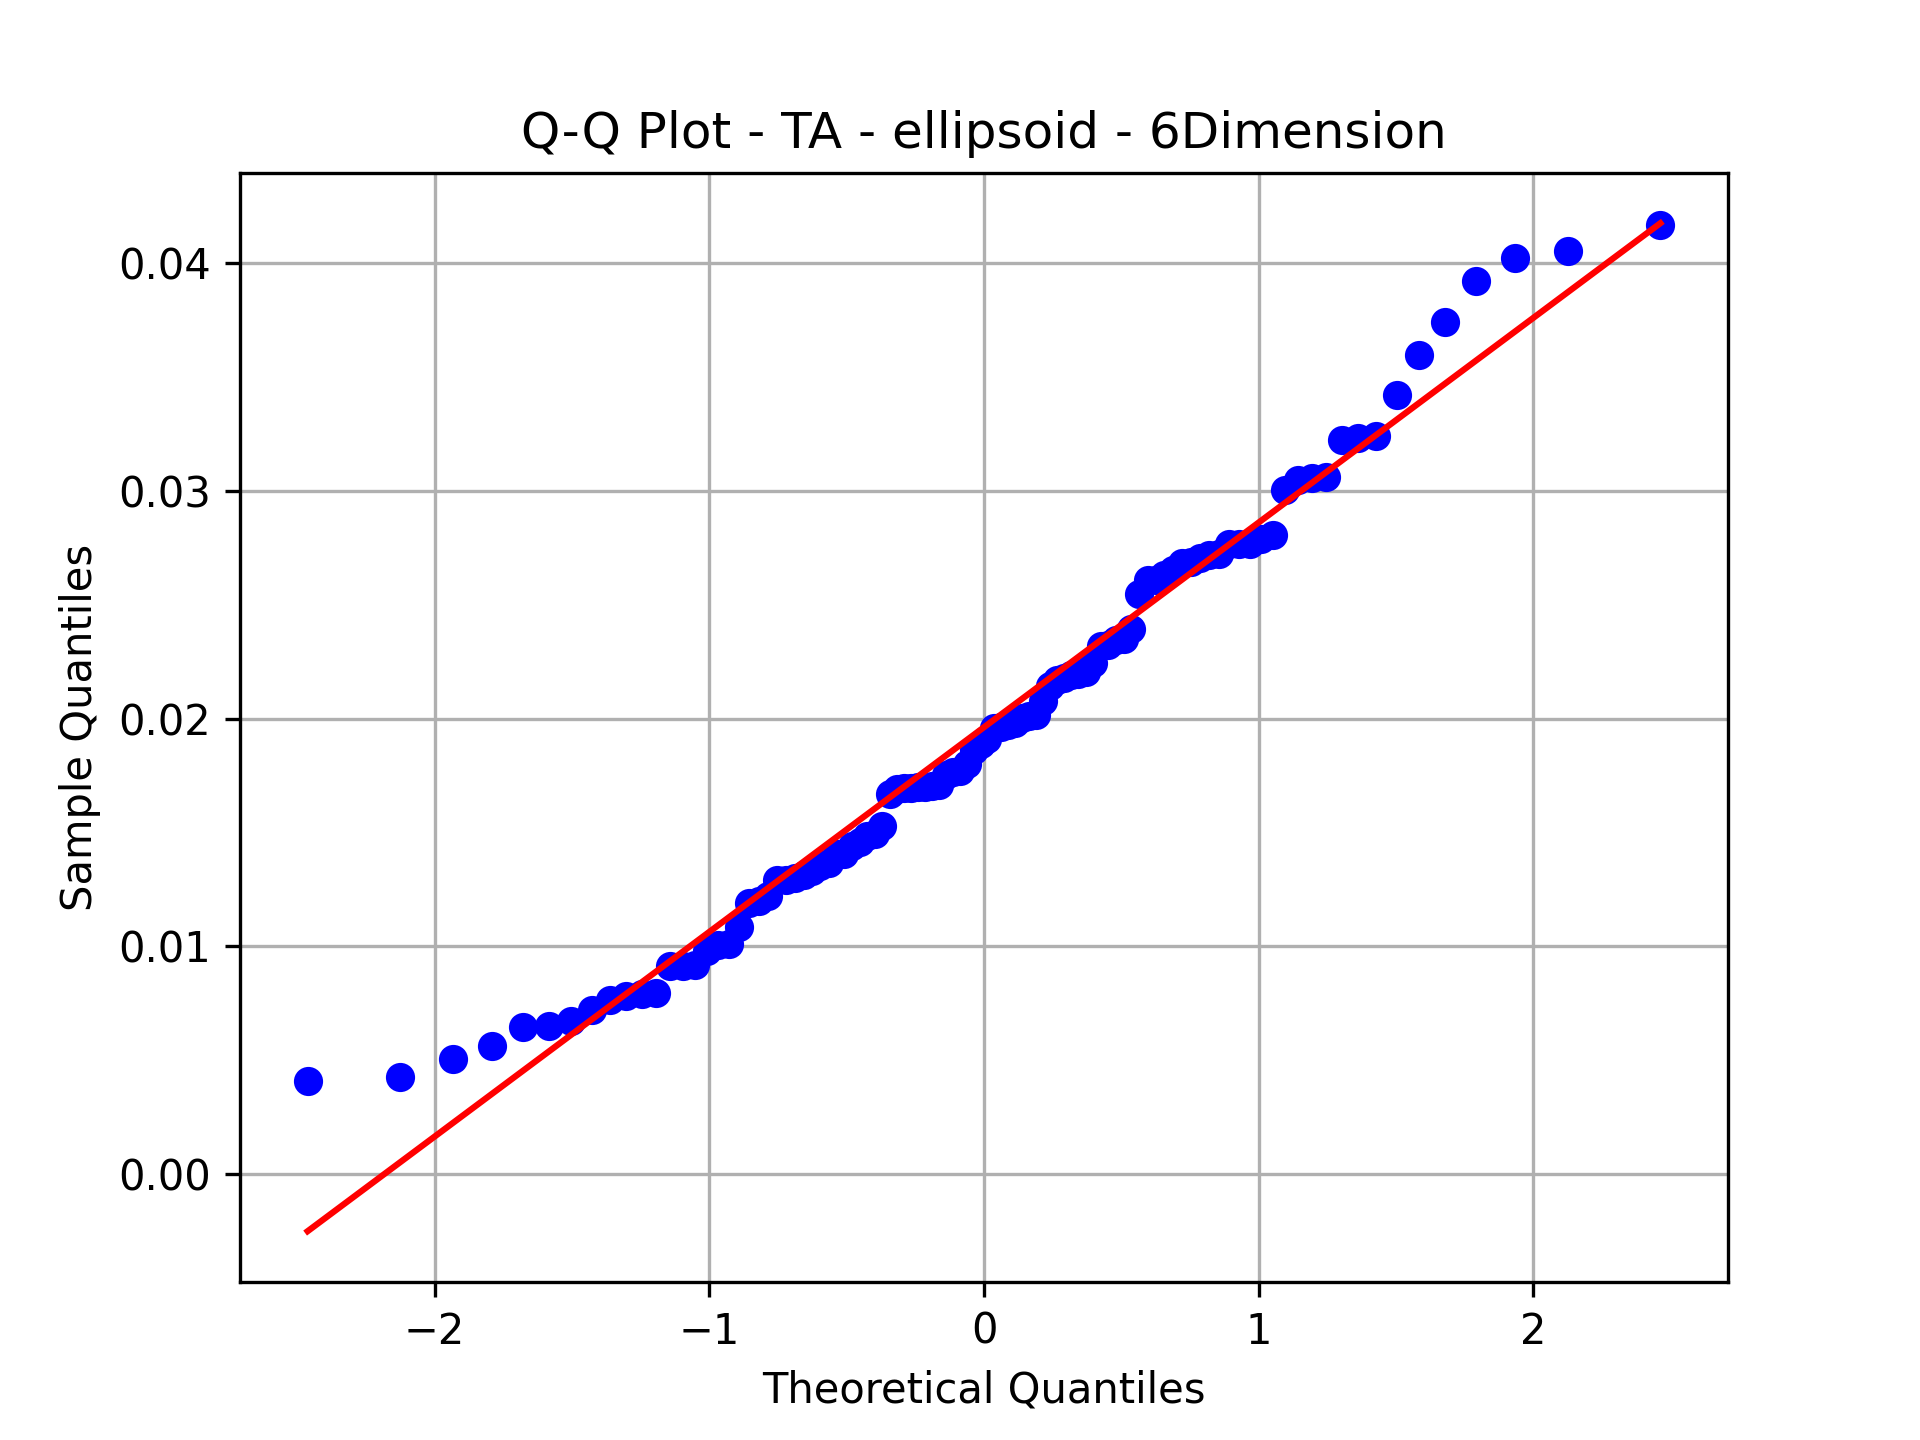 Q-Q Plot - TA - ellipsoid - 6Dimension
0.04
0.03
0.02
0.01
0.00
Sample Quantiles
−2 −1 0 1 2
Theoretical Quantiles